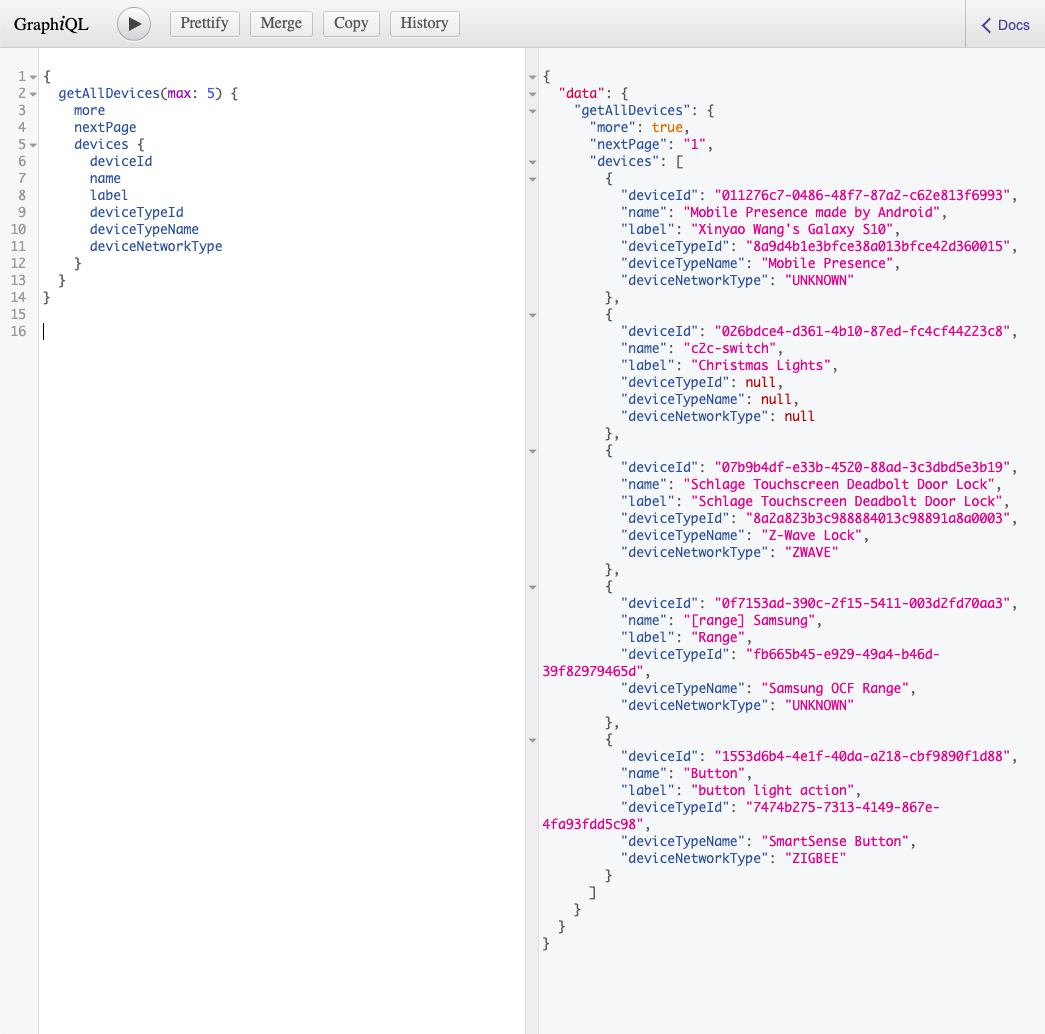 GraphiQL Prettify Merge Copy History Docs
1 {
2 getAllDevices(max: 5) {
3 more
4 nextPage
5 devices {
6 deviceId
7 name
8 label
9 deviceTypeId
10 deviceTypeName
11 deviceNetworkType
12 }
13 }
14 }
15
16
{
"data": {
"getAllDevices": {
"more": true,
"nextPage": "1",
"devices": [
{
"deviceId": "011276c7-0486-48f7-87a2-c62e813f6993",
"name": "Mobile Presence made by Android",
"label": "Xinyao Wang's Galaxy S10",
"deviceTypeId": "8a9d4b1e3bfce38a013bfce42d360015",
"deviceTypeName": "Mobile Presence",
"deviceNetworkType": "UNKNOWN"
},
{
"deviceId": "026bdce4-d361-4b10-87ed-fc4cf44223c8",
"name": "c2c-switch",
"label": "Christmas Lights",
"deviceTypeId": null,
"deviceTypeName": null,
"deviceNetworkType": null
},
{
"deviceId": "07b9b4df-e33b-4520-88ad-3c3dbd5e3b19",
"name": "Schlage Touchscreen Deadbolt Door Lock",
"label": "Schlage Touchscreen Deadbolt Door Lock",
"deviceTypeId": "8a2a823b3c988884013c98891a8a0003",
"deviceTypeName": "Z-Wave Lock",
"deviceNetworkType": "ZWAVE"
},
{
"deviceId": "0f7153ad-390c-2f15-5411-003d2fd70aa3",
"name": "[range] Samsung",
"label": "Range",
"deviceTypeId": "fb665b45-e929-49a4-b46d-
39f82979465d",
"deviceTypeName": "Samsung OCF Range",
"deviceNetworkType": "UNKNOWN"
},
{
"deviceId": "1553d6b4-4e1f-40da-a218-cbf9890f1d88",
"name": "Button",
"label": "button light action",
"deviceTypeId": "7474b275-7313-4149-867e-
4fa93fdd5c98",
"deviceTypeName": "SmartSense Button",
"deviceNetworkType": "ZIGBEE"
}
]
}
}
}